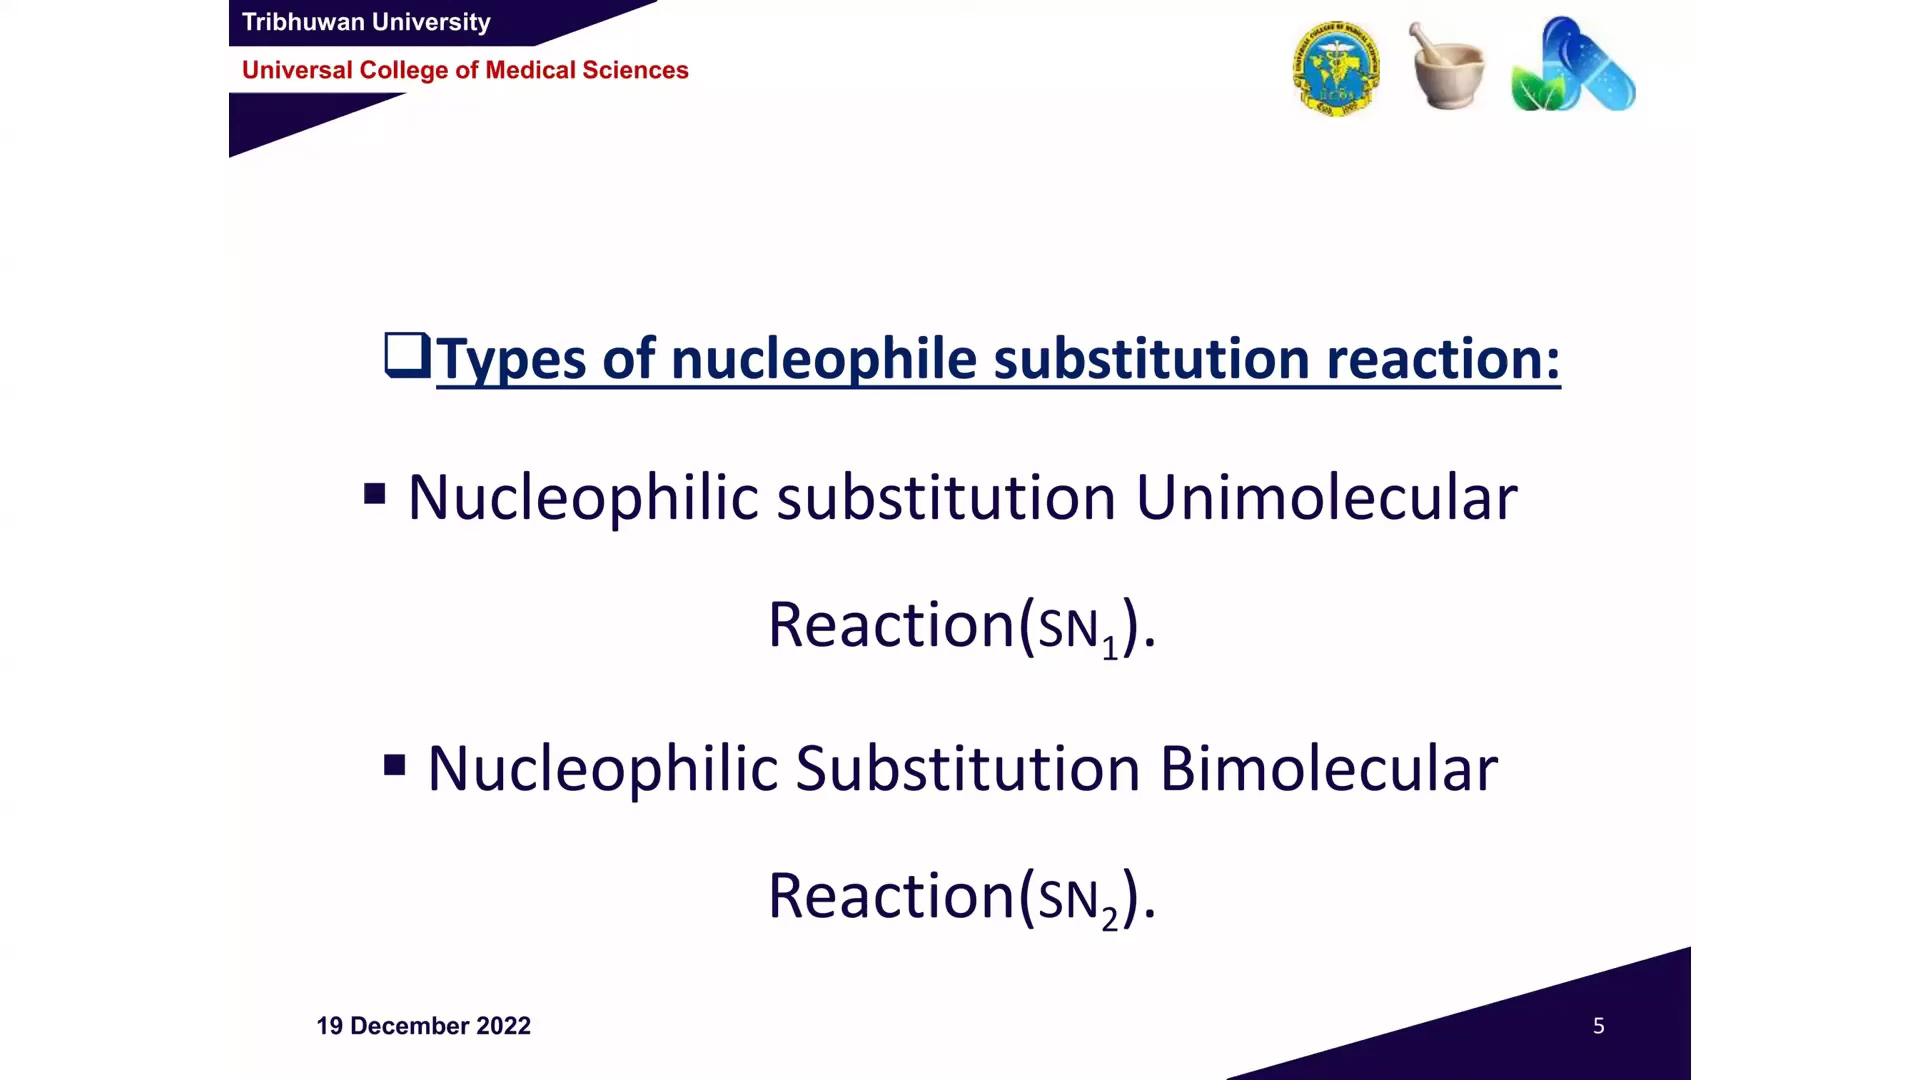 Tribhuwan University
Universal College of Medical Sciences
❑Types of nucleophile substitution reaction:
▪ Nucleophilic substitution Unimolecular
Reaction(SN₁).
▪ Nucleophilic Substitution Bimolecular
Reaction(SN₂).
19 December 2022
5